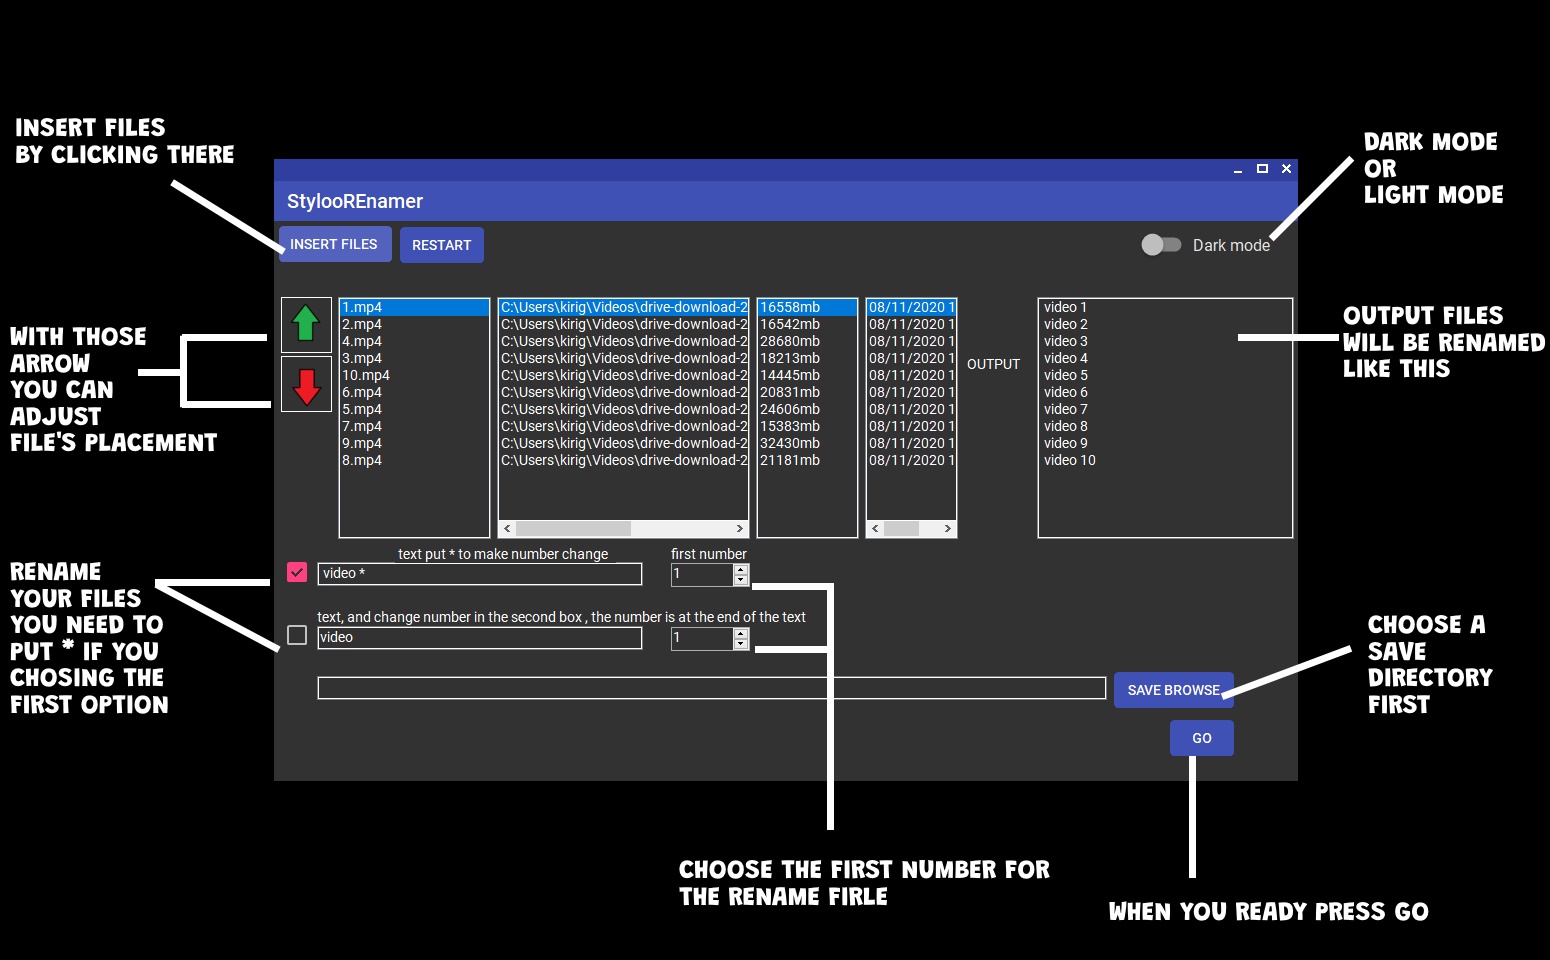 INSERT FILES
BY CLICKING THERE
DARK MODE
OR
LIGHT MODE
StylooREnamer
INSERT FILES
RESTART
Dark mode
WITH THOSE
ARROW
YOU CAN
ADJUST
FILE'S PLACEMENT
1.mp4
2.mp4
4.mp4
3.mp4
10.mp4
6.mp4
5.mp4
7.mp4
9.mp4
8.mp4
C:\Users\kirig\Videos\drive-download-2
C:\Users\kirig\Videos\drive-download-2
C:\Users\kirig\Videos\drive-download-2
C:\Users\kirig\Videos\drive-download-2
C:\Users\kirig\Videos\drive-download-2
C:\Users\kirig\Videos\drive-download-2
C:\Users\kirig\Videos\drive-download-2
C:\Users\kirig\Videos\drive-download-2
C:\Users\kirig\Videos\drive-download-2
C:\Users\kirig\Videos\drive-download-2
16558mb
16542mb
28680mb
18213mb
14445mb
20831mb
24606mb
15383mb
32430mb
21181mb
08/11/2020 1
08/11/2020 1
08/11/2020 1
08/11/2020 1
08/11/2020 1
08/11/2020 1
08/11/2020 1
08/11/2020 1
08/11/2020 1
08/11/2020 1
OUTPUT
video 1
video 2
video 3
video 4
video 5
video 6
video 7
video 8
video 9
video 10
OUTPUT FILES
WILL BE RENAMED
LIKE THIS
RENAME
YOUR FILES
YOU NEED TO
PUT * IF YOU
CHOSING THE
FIRST OPTION
text put * to make number change
first number
video *
1
text, and change number in the second box , the number is at the end of the text
video
1
SAVE BROWSE
GO
CHOOSE A
SAVE
DIRECTORY
FIRST
CHOOSE THE FIRST NUMBER FOR
THE RENAME FIRLE
WHEN YOU READY PRESS GO